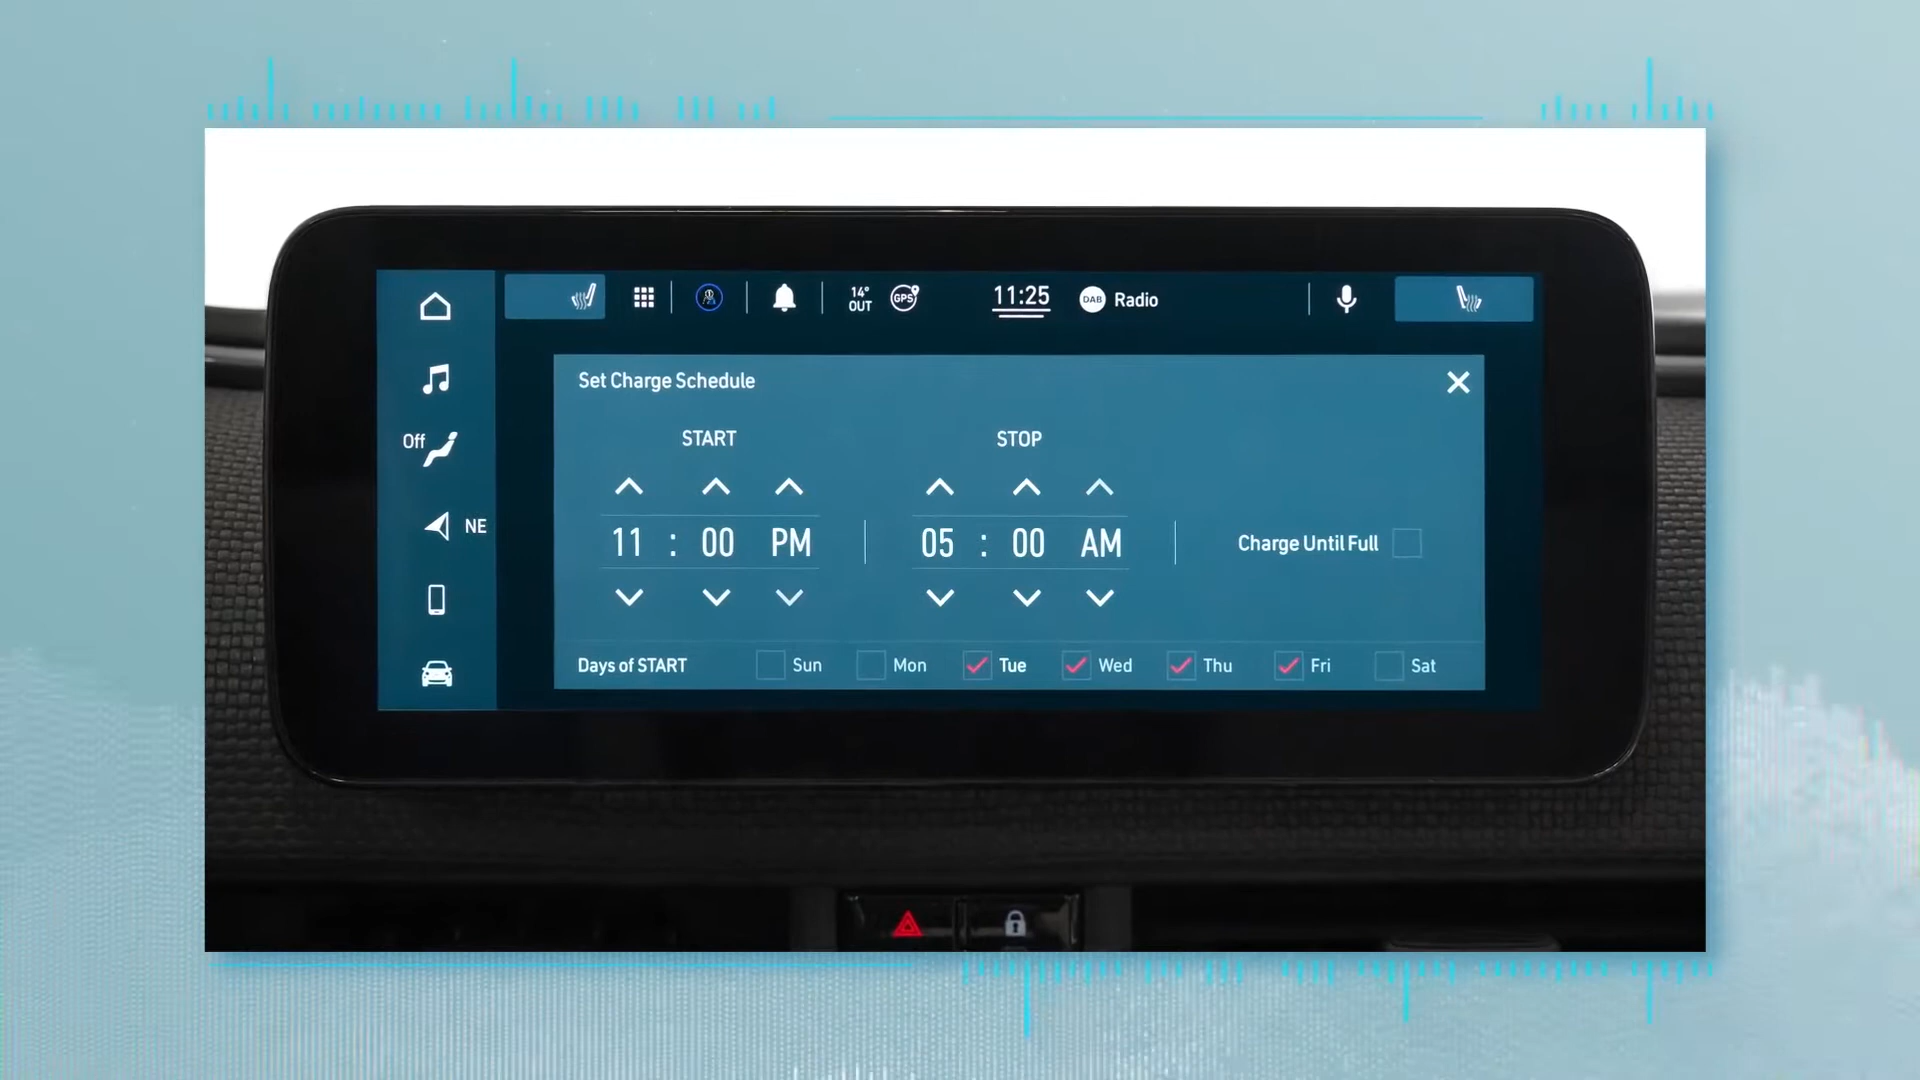 14°
OUT
GPS
11:25
DAB
Radio
Off
NE
Set Charge Schedule
START
STOP
11 : 00 PM
05 : 00 AM
Charge Until Full
Days of START
Sun
Mon
Tue
Wed
Thu
Fri
Sat